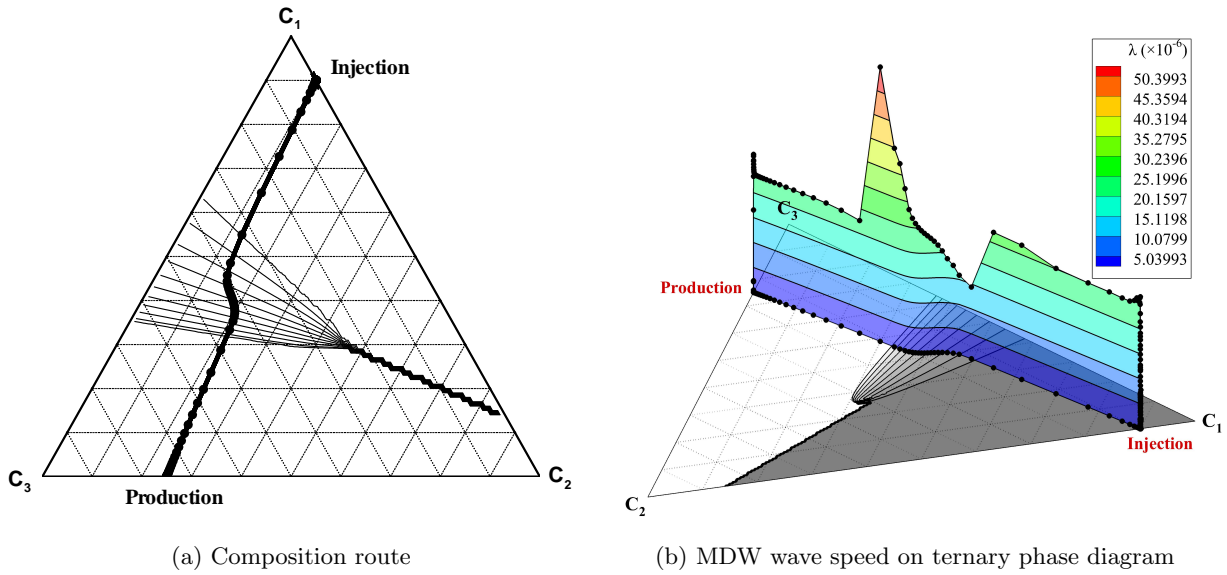 C₁
Injection
C₃
C₂
Production
(a) Composition route
λ (×10⁻⁶)
50.3993
45.3594
40.3194
35.2795
30.2396
25.1996
20.1597
15.1198
10.0799
5.03993
C₃
Production
C₁
Injection
C₂
(b) MDW wave speed on ternary phase diagram